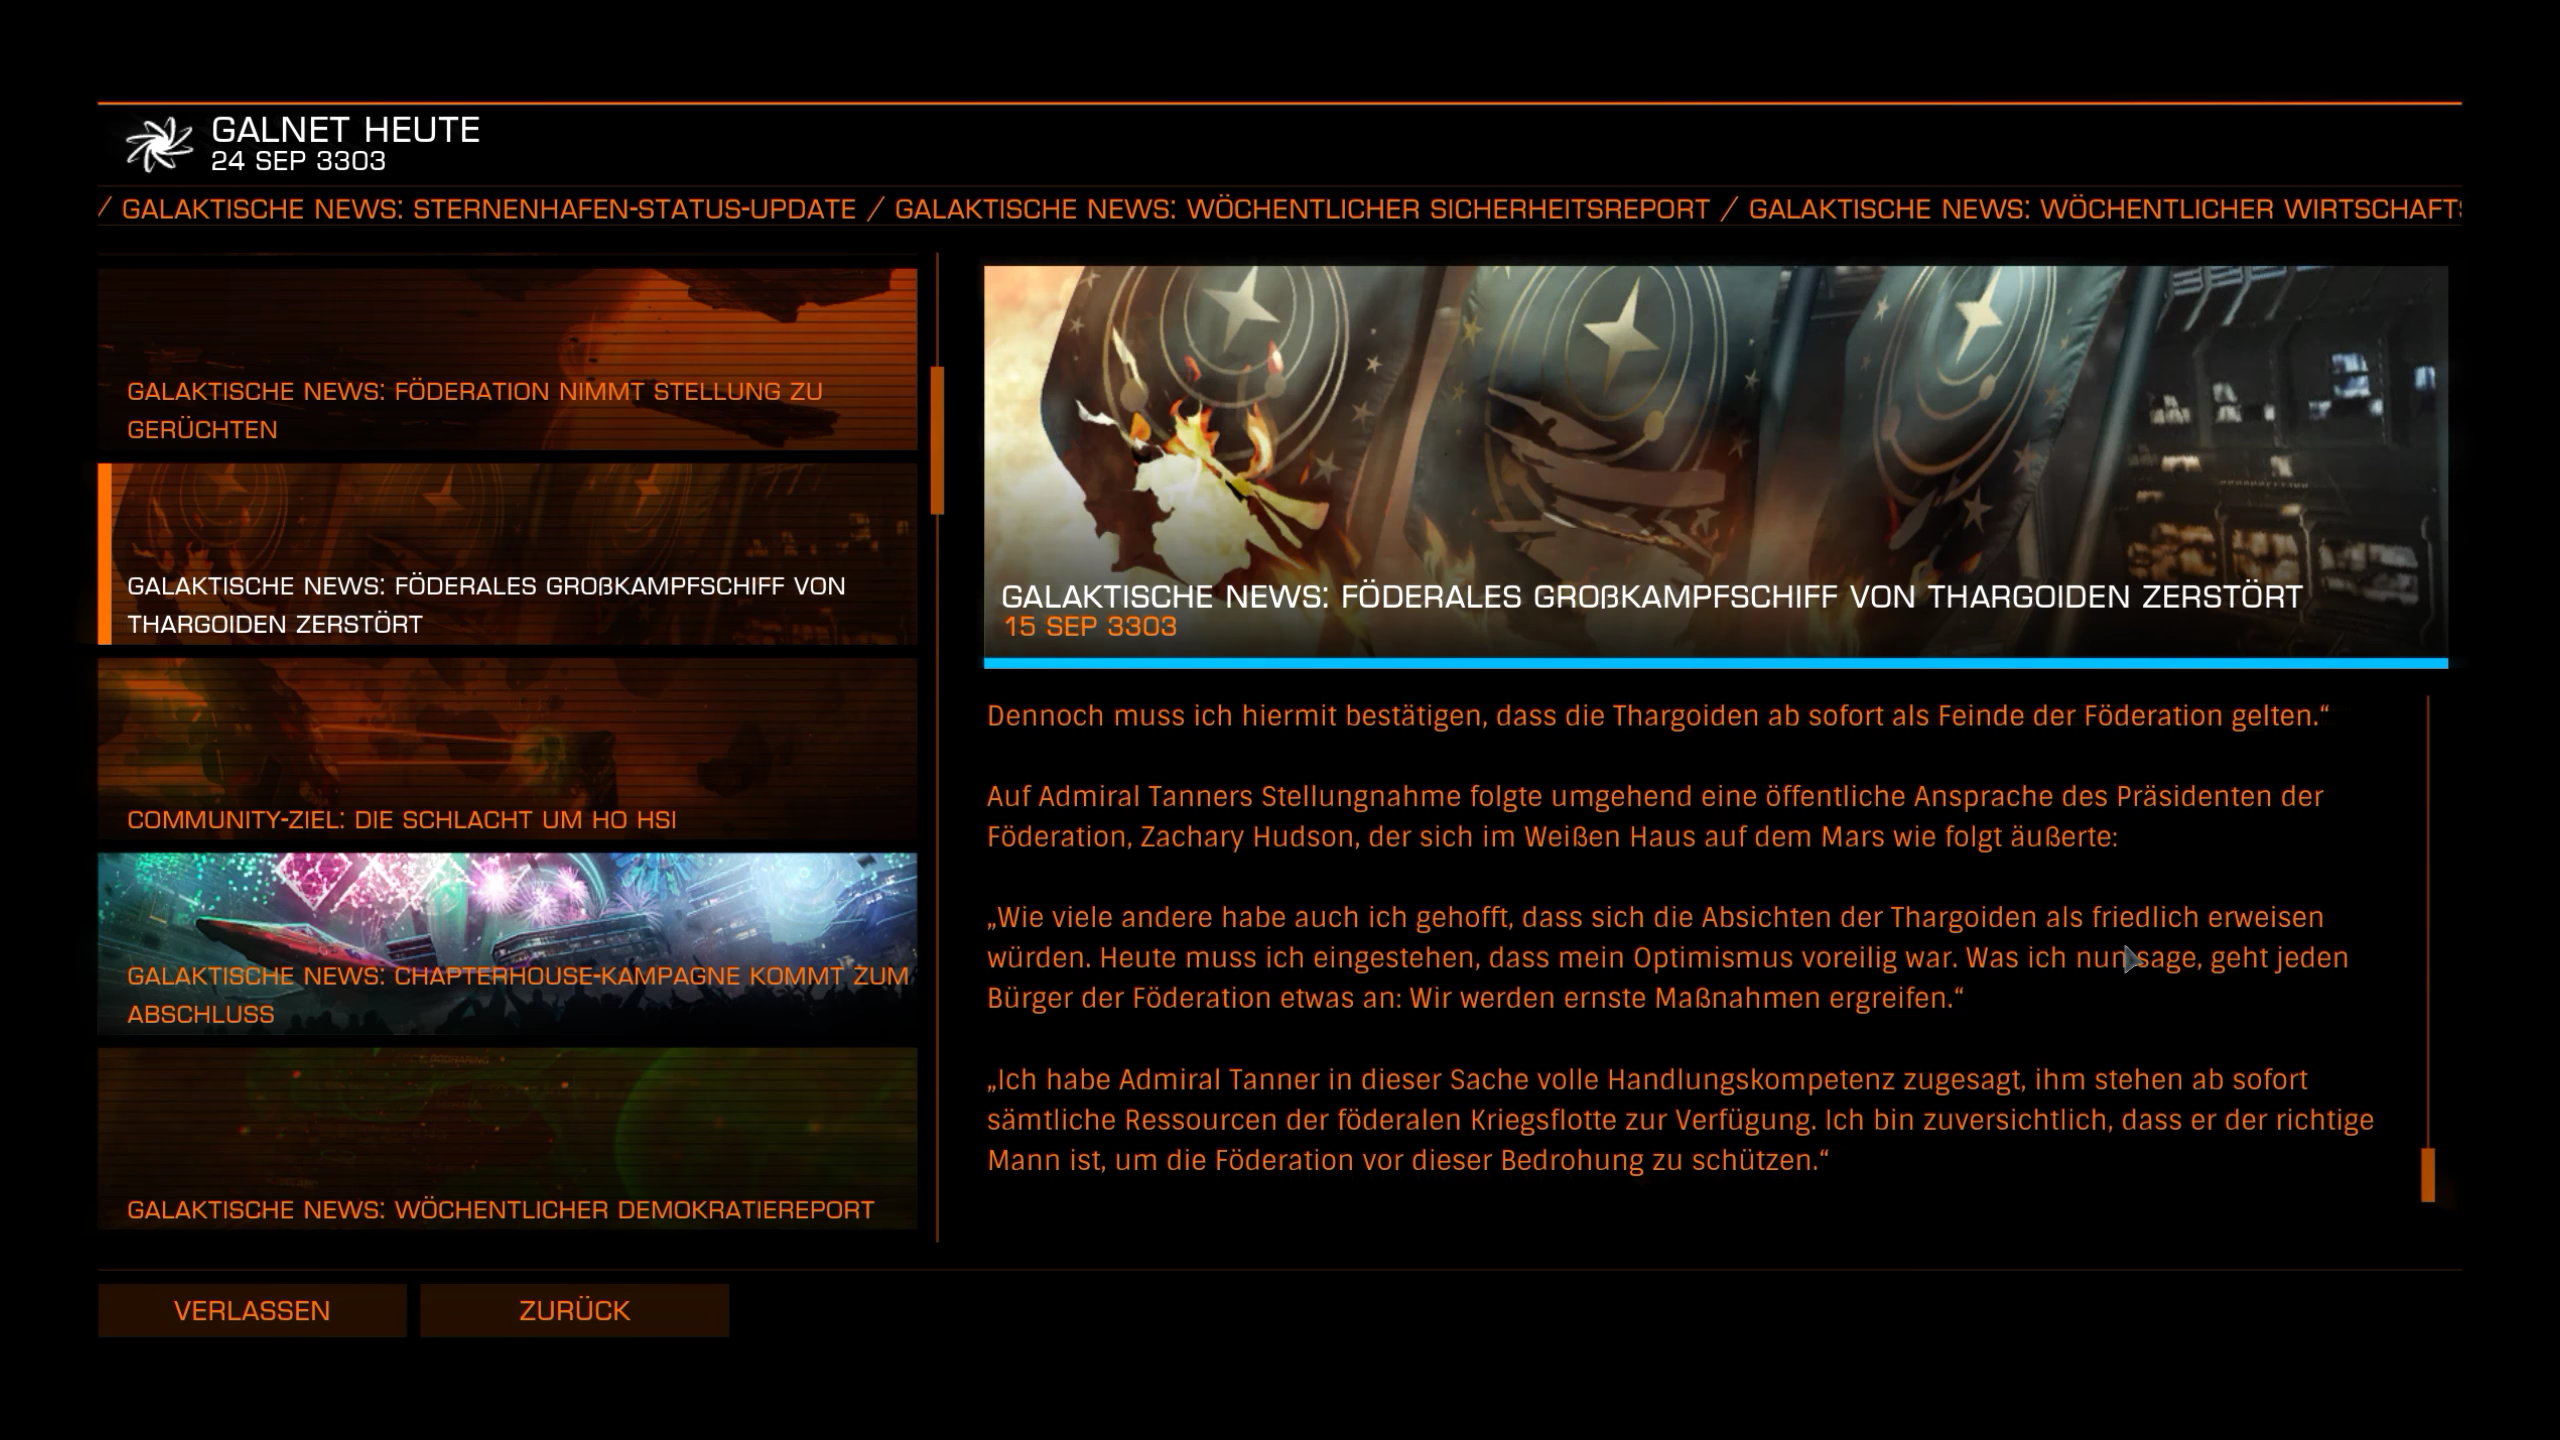 GALNET HEUTE
24 SEP 3303
/ GALAKTISCHE NEWS: STERNENHAFEN-STATUS-UPDATE / GALAKTISCHE NEWS: WÖCHENTLICHER SICHERHEITSREPORT / GALAKTISCHE NEWS: WÖCHENTLICHER WIRTSCHAFT
GALAKTISCHE NEWS: FÖDERATION NIMMT STELLUNG ZU
GERÜCHTEN
GALAKTISCHE NEWS: FÖDERALES GROßKAMPFSCHIFF VON
THARGOIDEN ZERSTÖRT
COMMUNITY-ZIEL: DIE SCHLACHT UM HO HSI
GALAKTISCHE NEWS: CHAPTERHOUSE-KAMPAGNE KOMMT ZUM
ABSCHLUSS
GALAKTISCHE NEWS: WÖCHENTLICHER DEMOKRATIEREPORT
GALAKTISCHE NEWS: FÖDERALES GROßKAMPFSCHIFF VON THARGOIDEN ZERSTÖRT
15 SEP 3303
Dennoch muss ich hiermit bestätigen, dass die Thargoiden ab sofort als Feinde der Föderation gelten.“
Auf Admiral Tanners Stellungnahme folgte umgehend eine öffentliche Ansprache des Präsidenten der
Föderation, Zachary Hudson, der sich im Weißen Haus auf dem Mars wie folgt äußerte:
„Wie viele andere habe auch ich gehofft, dass sich die Absichten der Thargoiden als friedlich erweisen
würden. Heute muss ich eingestehen, dass mein Optimismus voreilig war. Was ich nun sage, geht jeden
Bürger der Föderation etwas an: Wir werden ernste Maßnahmen ergreifen.“
„Ich habe Admiral Tanner in dieser Sache volle Handlungskompetenz zugesagt, ihm stehen ab sofort
sämtliche Ressourcen der föderalen Kriegsflotte zur Verfügung. Ich bin zuversichtlich, dass er der richtige
Mann ist, um die Föderation vor dieser Bedrohung zu schützen.“
VERLASSEN
ZURÜCK